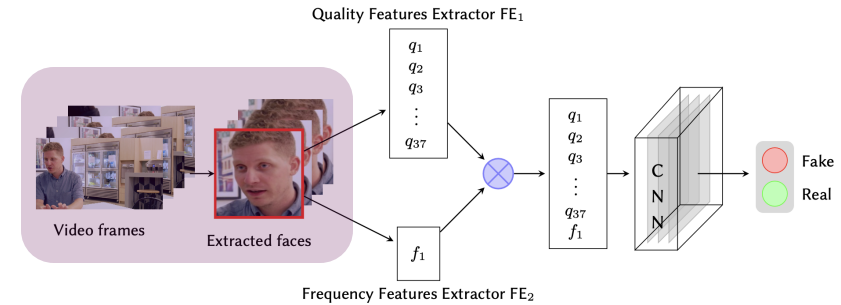 Quality Features Extractor FE₁
q₁
q₂
q₃
⋮
q₃₇
Video frames
Extracted faces
f₁
Frequency Features Extractor FE₂
q₁
q₂
q₃
⋮
q₃₇
f₁
C
N
N
Fake
Real